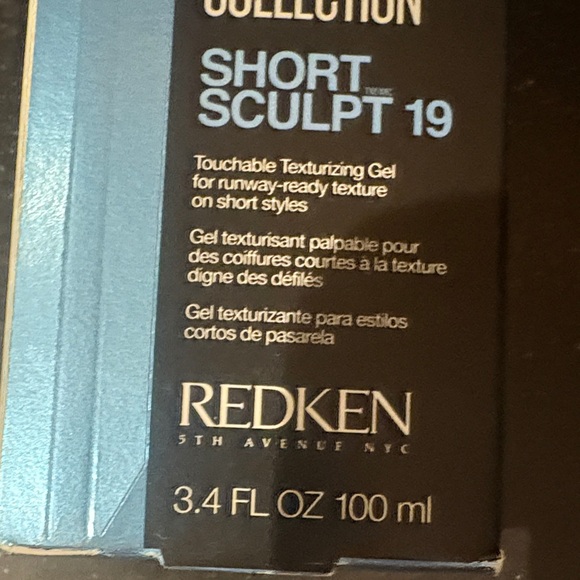 COLLECTION
SHORT
SCULPT 19
Touchable Texturizing Gel
for runway-ready texture
on short styles
Gel texturisant palpable pour
des coiffures courtes à la texture
digne des défilés
Gel texturizante para estilos
cortos de pasarela
REDKEN
5TH AVENUE NYC
3.4 FL OZ 100 ml